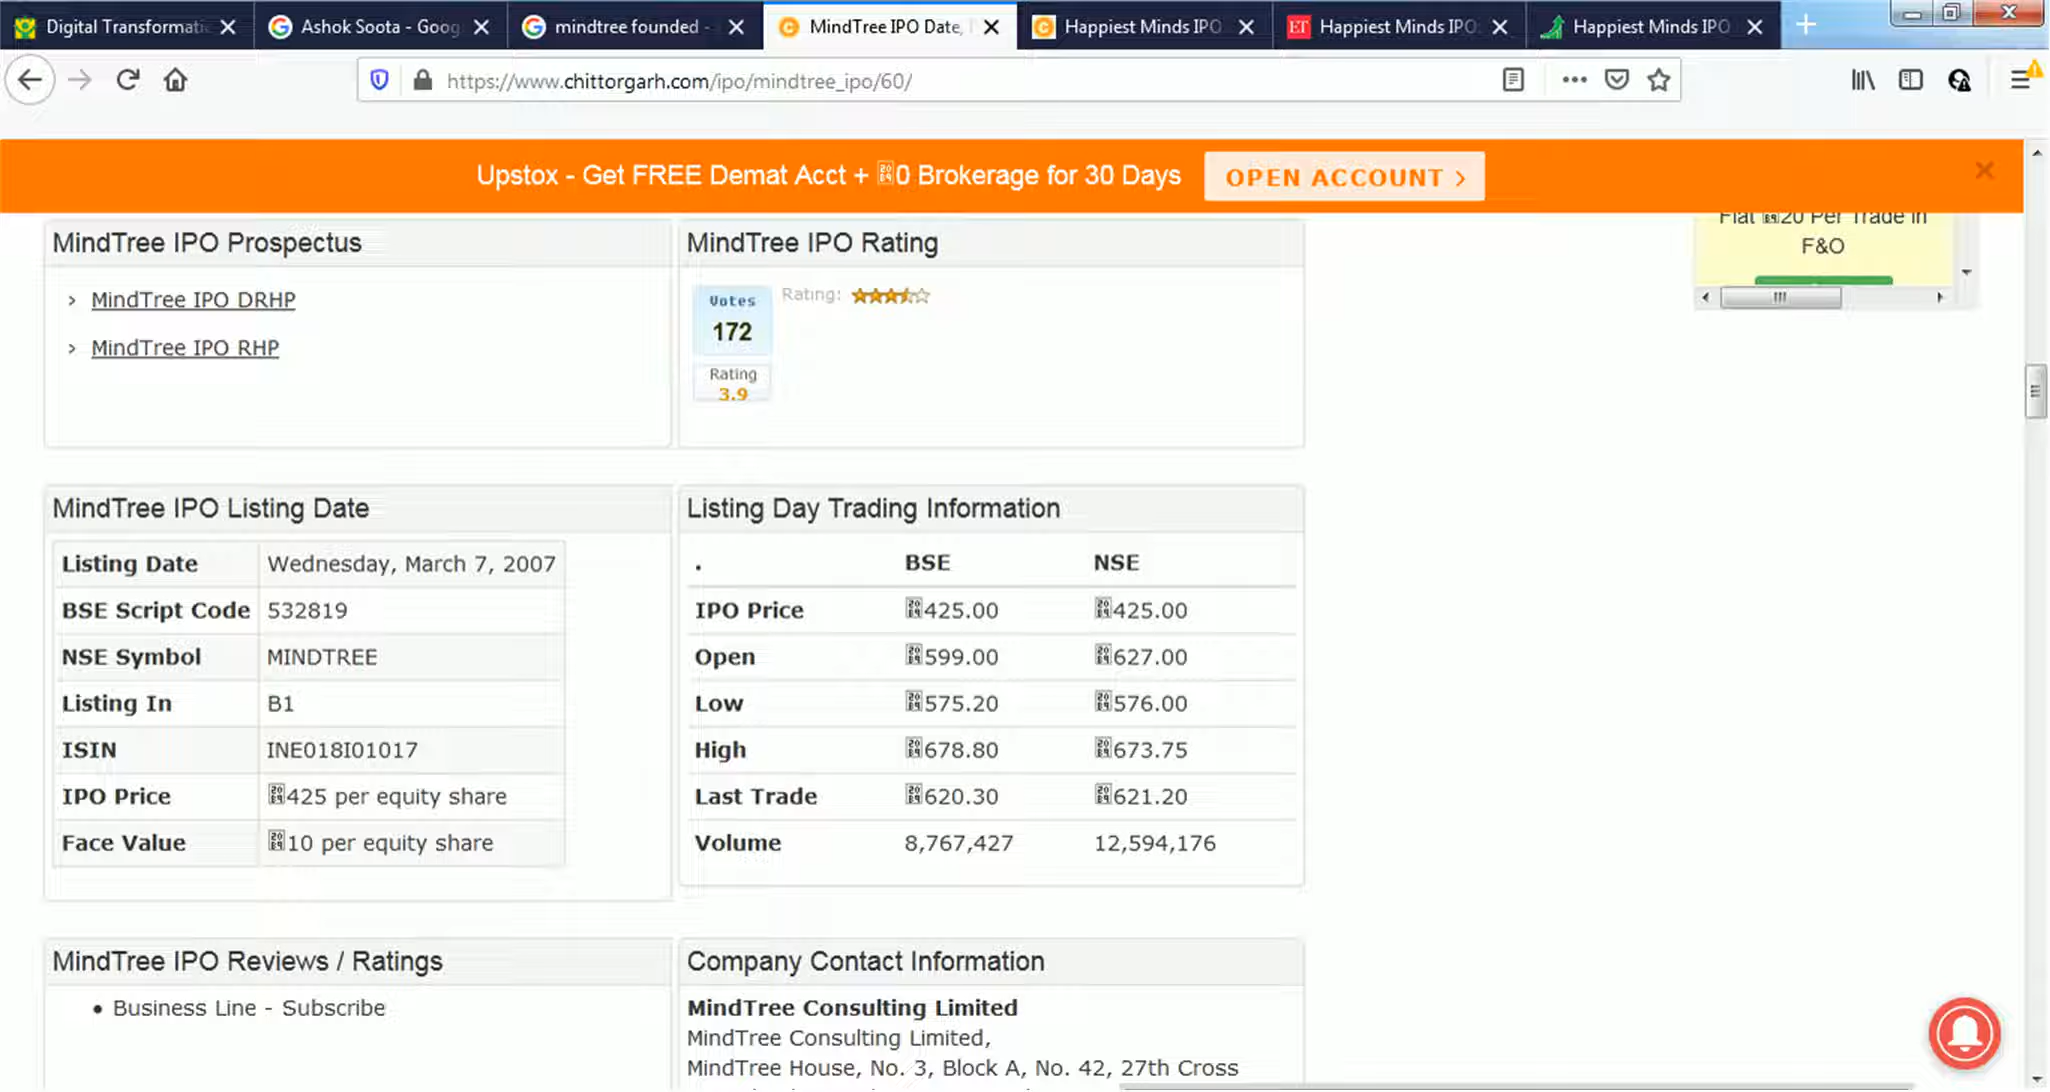 Digital Transformati
Ashok Soota - Goog
mindtree founded -
MindTree IPO Date,
Happiest Minds IPO
ET Happiest Minds IPO
Happiest Minds IPO
https://www.chittorgarh.com/ipo/mindtree_ipo/60/
Upstox - Get FREE Demat Acct + 0 Brokerage for 30 Days
OPEN ACCOUNT >
Flat 20 Per Trade in
F&O
MindTree IPO Prospectus
> MindTree IPO DRHP
> MindTree IPO RHP
MindTree IPO Rating
Votes
172
Rating
3.9
Rating:
MindTree IPO Listing Date
Listing Date Wednesday, March 7, 2007
BSE Script Code 532819
NSE Symbol MINDTREE
Listing In B1
ISIN INE018I01017
IPO Price 425 per equity share
Face Value 10 per equity share
Listing Day Trading Information
. BSE NSE
IPO Price 425.00 425.00
Open 599.00 627.00
Low 575.20 576.00
High 678.80 673.75
Last Trade 620.30 621.20
Volume 8,767,427 12,594,176
MindTree IPO Reviews / Ratings
• Business Line - Subscribe
Company Contact Information
MindTree Consulting Limited
MindTree Consulting Limited,
MindTree House, No. 3, Block A, No. 42, 27th Cross